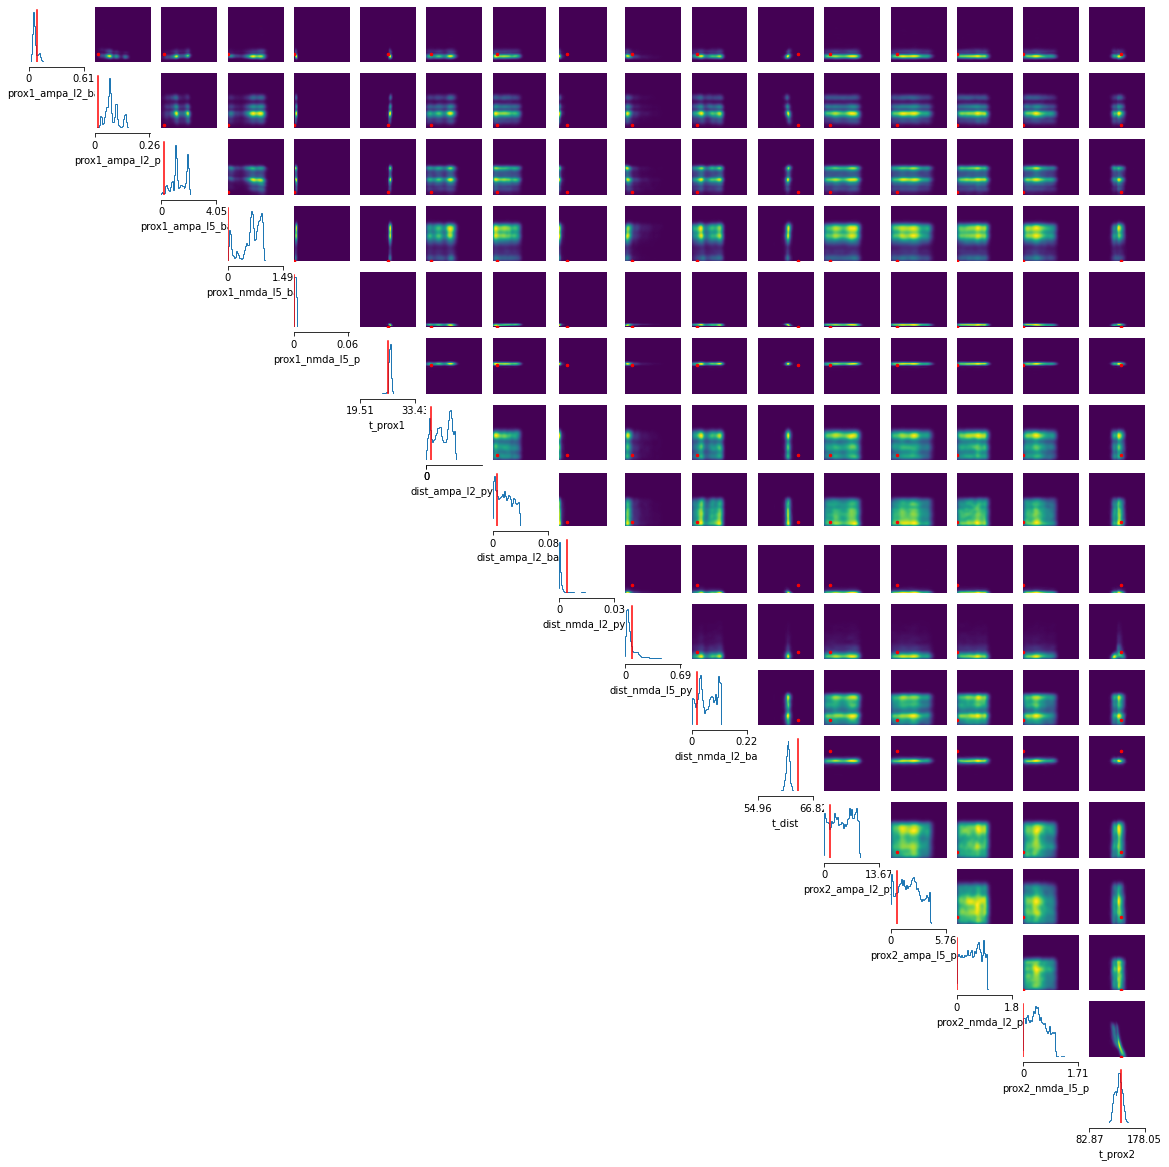 0 0.61
prox1_ampa_l2_ba
0 0.26
prox1_ampa_l2_p
0 4.05
prox1_ampa_l5_b
0 1.49
prox1_nmda_l5_b
0 0.06
prox1_nmda_l5_p
19.51 33.43
t_prox1
0
dist_ampa_l2_py
0 0.08
dist_ampa_l2_ba
0 0.03
dist_nmda_l2_py
0 0.69
dist_nmda_l5_py
0 0.22
dist_nmda_l2_ba
54.96 66.82
t_dist
0 13.67
prox2_ampa_l2_p
0 5.76
prox2_ampa_l5_p
0 1.8
prox2_nmda_l2_p
0 1.71
prox2_nmda_l5_p
82.87 178.05
t_prox2